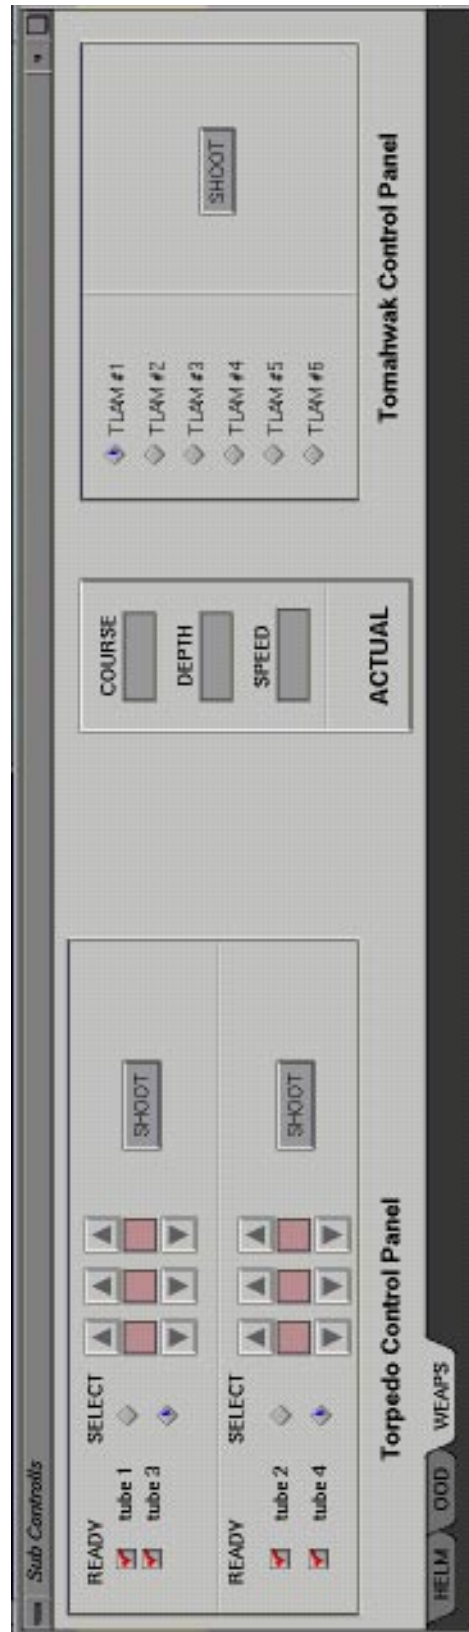 Sub Controlls
READY SELECT
tube 1
tube 3
SHOOT
READY SELECT
tube 2
tube 4
SHOOT
Torpedo Control Panel
COURSE
DEPTH
SPEED
ACTUAL
TLAM #1
TLAM #2
TLAM #3
TLAM #4
TLAM #5
TLAM #6
SHOOT
Tomahwak Control Panel
HELM OOD WEAPS